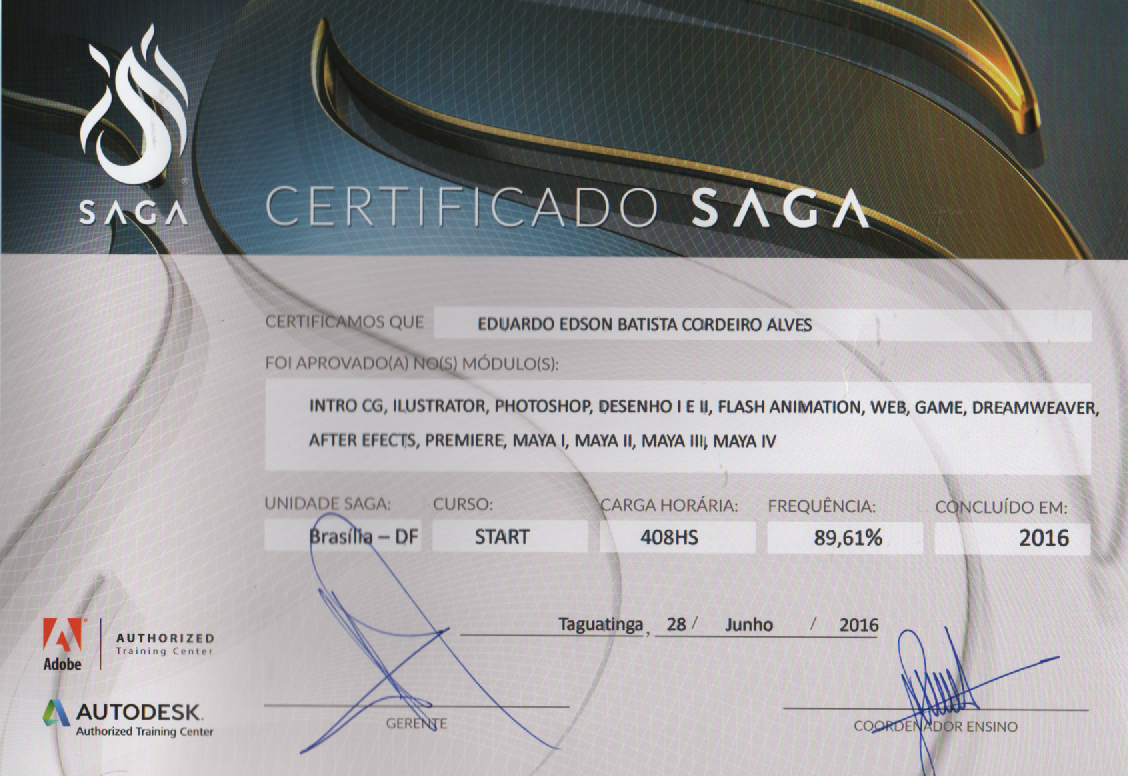 SAGA
CERTIFICADO SAGA
CERTIFICAMOS QUE EDUARDO EDSON BATISTA CORDEIRO ALVES
FOI APROVADO(A) NO(S) MÓDULO(S):
INTRO CG, ILUSTRATOR, PHOTOSHOP, DESENHO I E II, FLASH ANIMATION, WEB, GAME, DREAMWEAVER,
AFTER EFECTS, PREMIERE, MAYA I, MAYA II, MAYA III, MAYA IV
UNIDADE SAGA: CURSO: CARGA HORÁRIA: FREQUÊNCIA: CONCLUÍDO EM:
Brasília – DF START 408HS 89,61% 2016
Taguatinga, 28 / Junho / 2016
Adobe AUTHORIZED
Training Center
AUTODESK.
Authorized Training Center
GERENTE COORDENADOR ENSINO